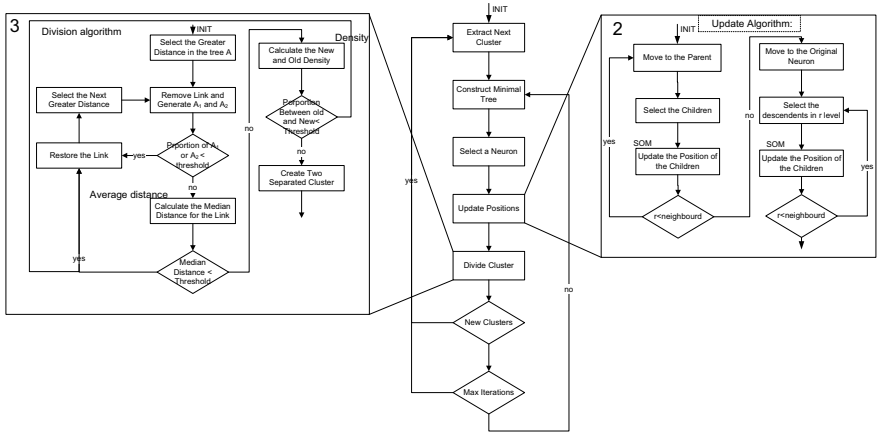 3
Division algorithm
INIT
Select the Greater
Distance in the tree A
Select the Next
Greater Distance
Remove Link and
Generate A₁ and A₂
Restore the Link
yes
Prportion of A₁
or A₂ <
threshold
no
Average distance
Calculate the Median
Distance for the Link
yes
Median
Distance <
Threshold
no
Density
Calculate the New
and Old Density
Porportion
Between old
and New<
Threshold
no
Create Two
Separated Cluster
INIT
Extract Next
Cluster
Construct Minimal
Tree
Select a Neuron
yes
Update Positions
Divide Cluster
no
New Clusters
Max Iterations
2
Update Algorithm:
INIT
Move to the Parent
Select the Children
SOM
yes
Update the Position of
the Children
r<neighbourd
no
Move to the Original
Neuron
Select the
descendents in r level
SOM
Update the Position of
the Children
yes
r<neighbourd